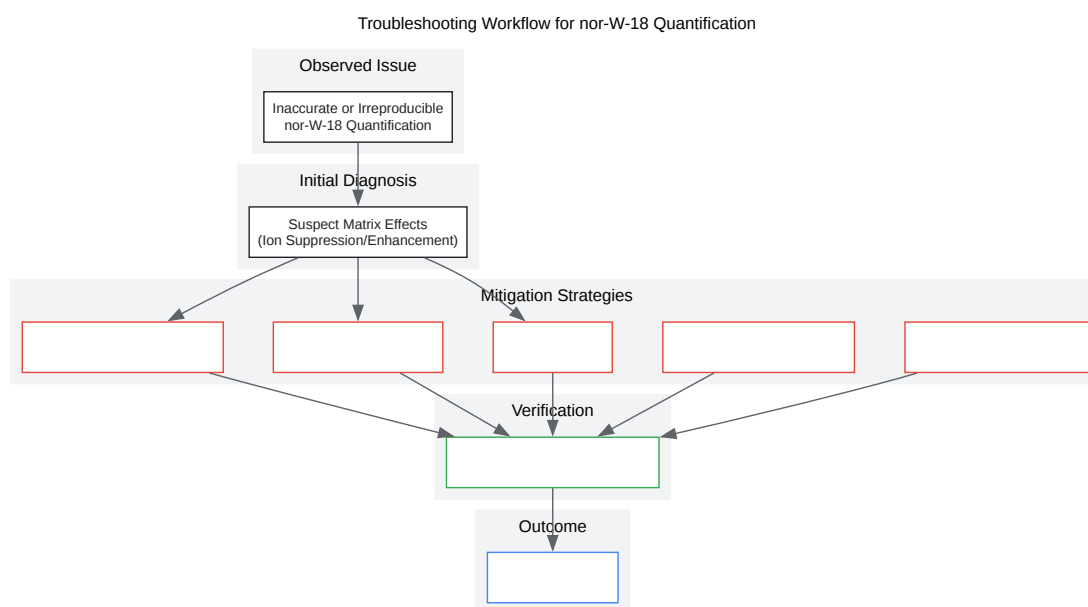 Troubleshooting Workflow for nor-W-18 Quantification
Observed Issue
Inaccurate or Irreproducible
nor-W-18 Quantification
Initial Diagnosis
Suspect Matrix Effects
(Ion Suppression/Enhancement)
Mitigation Strategies
Verification
Outcome